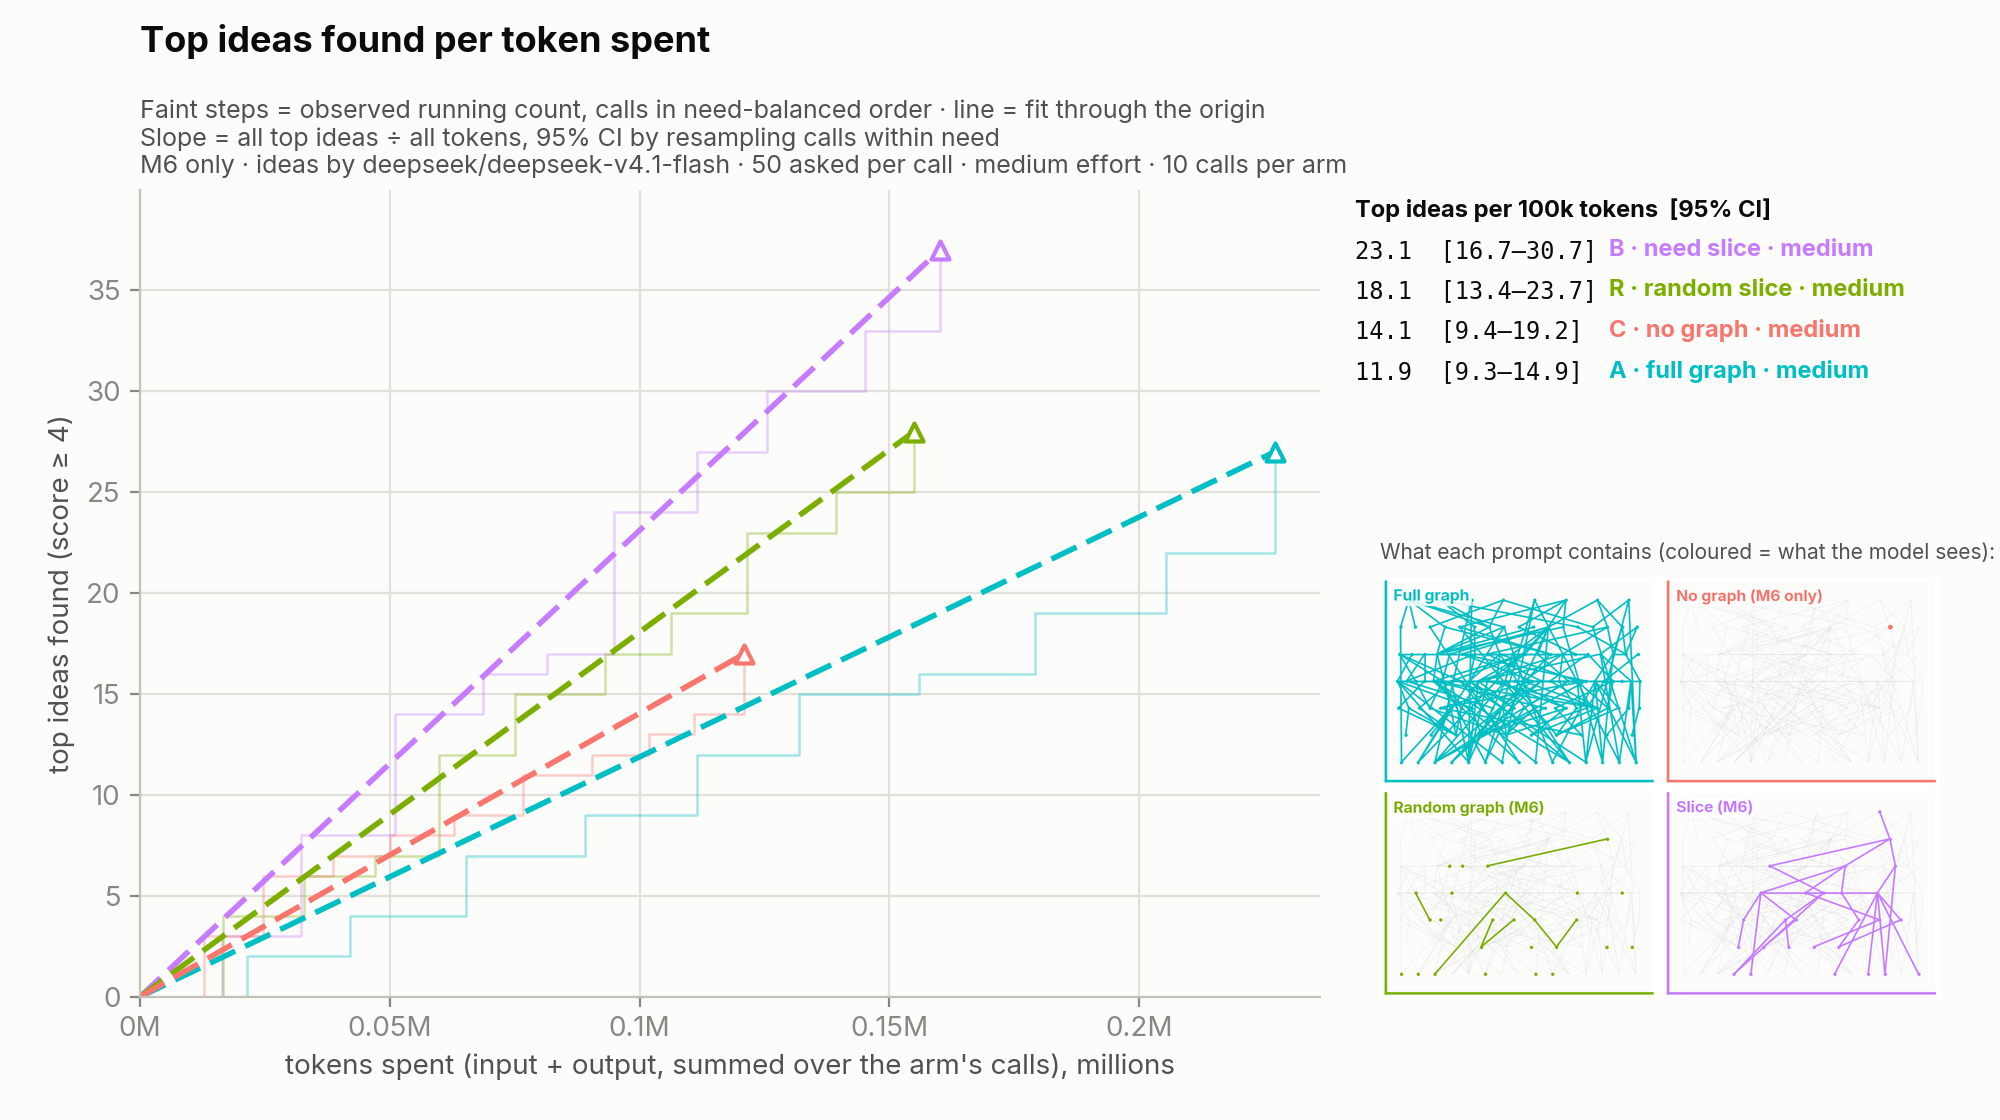 Top ideas found per token spent
Faint steps = observed running count, calls in need-balanced order · line = fit through the origin
Slope = all top ideas ÷ all tokens, 95% CI by resampling calls within need
M6 only · ideas by deepseek/deepseek-v4.1-flash · 50 asked per call · medium effort · 10 calls per arm
top ideas found (score ≥ 4)
35
30
25
20
15
10
5
0
0M
0.05M
0.1M
0.15M
0.2M
tokens spent (input + output, summed over the arm's calls), millions
Top ideas per 100k tokens [95% CI]
23.1 [16.7–30.7] B · need slice · medium
18.1 [13.4–23.7] R · random slice · medium
14.1 [9.4–19.2] C · no graph · medium
11.9 [9.3–14.9] A · full graph · medium
What each prompt contains (coloured = what the model sees):
Full graph
No graph (M6 only)
Random graph (M6)
Slice (M6)